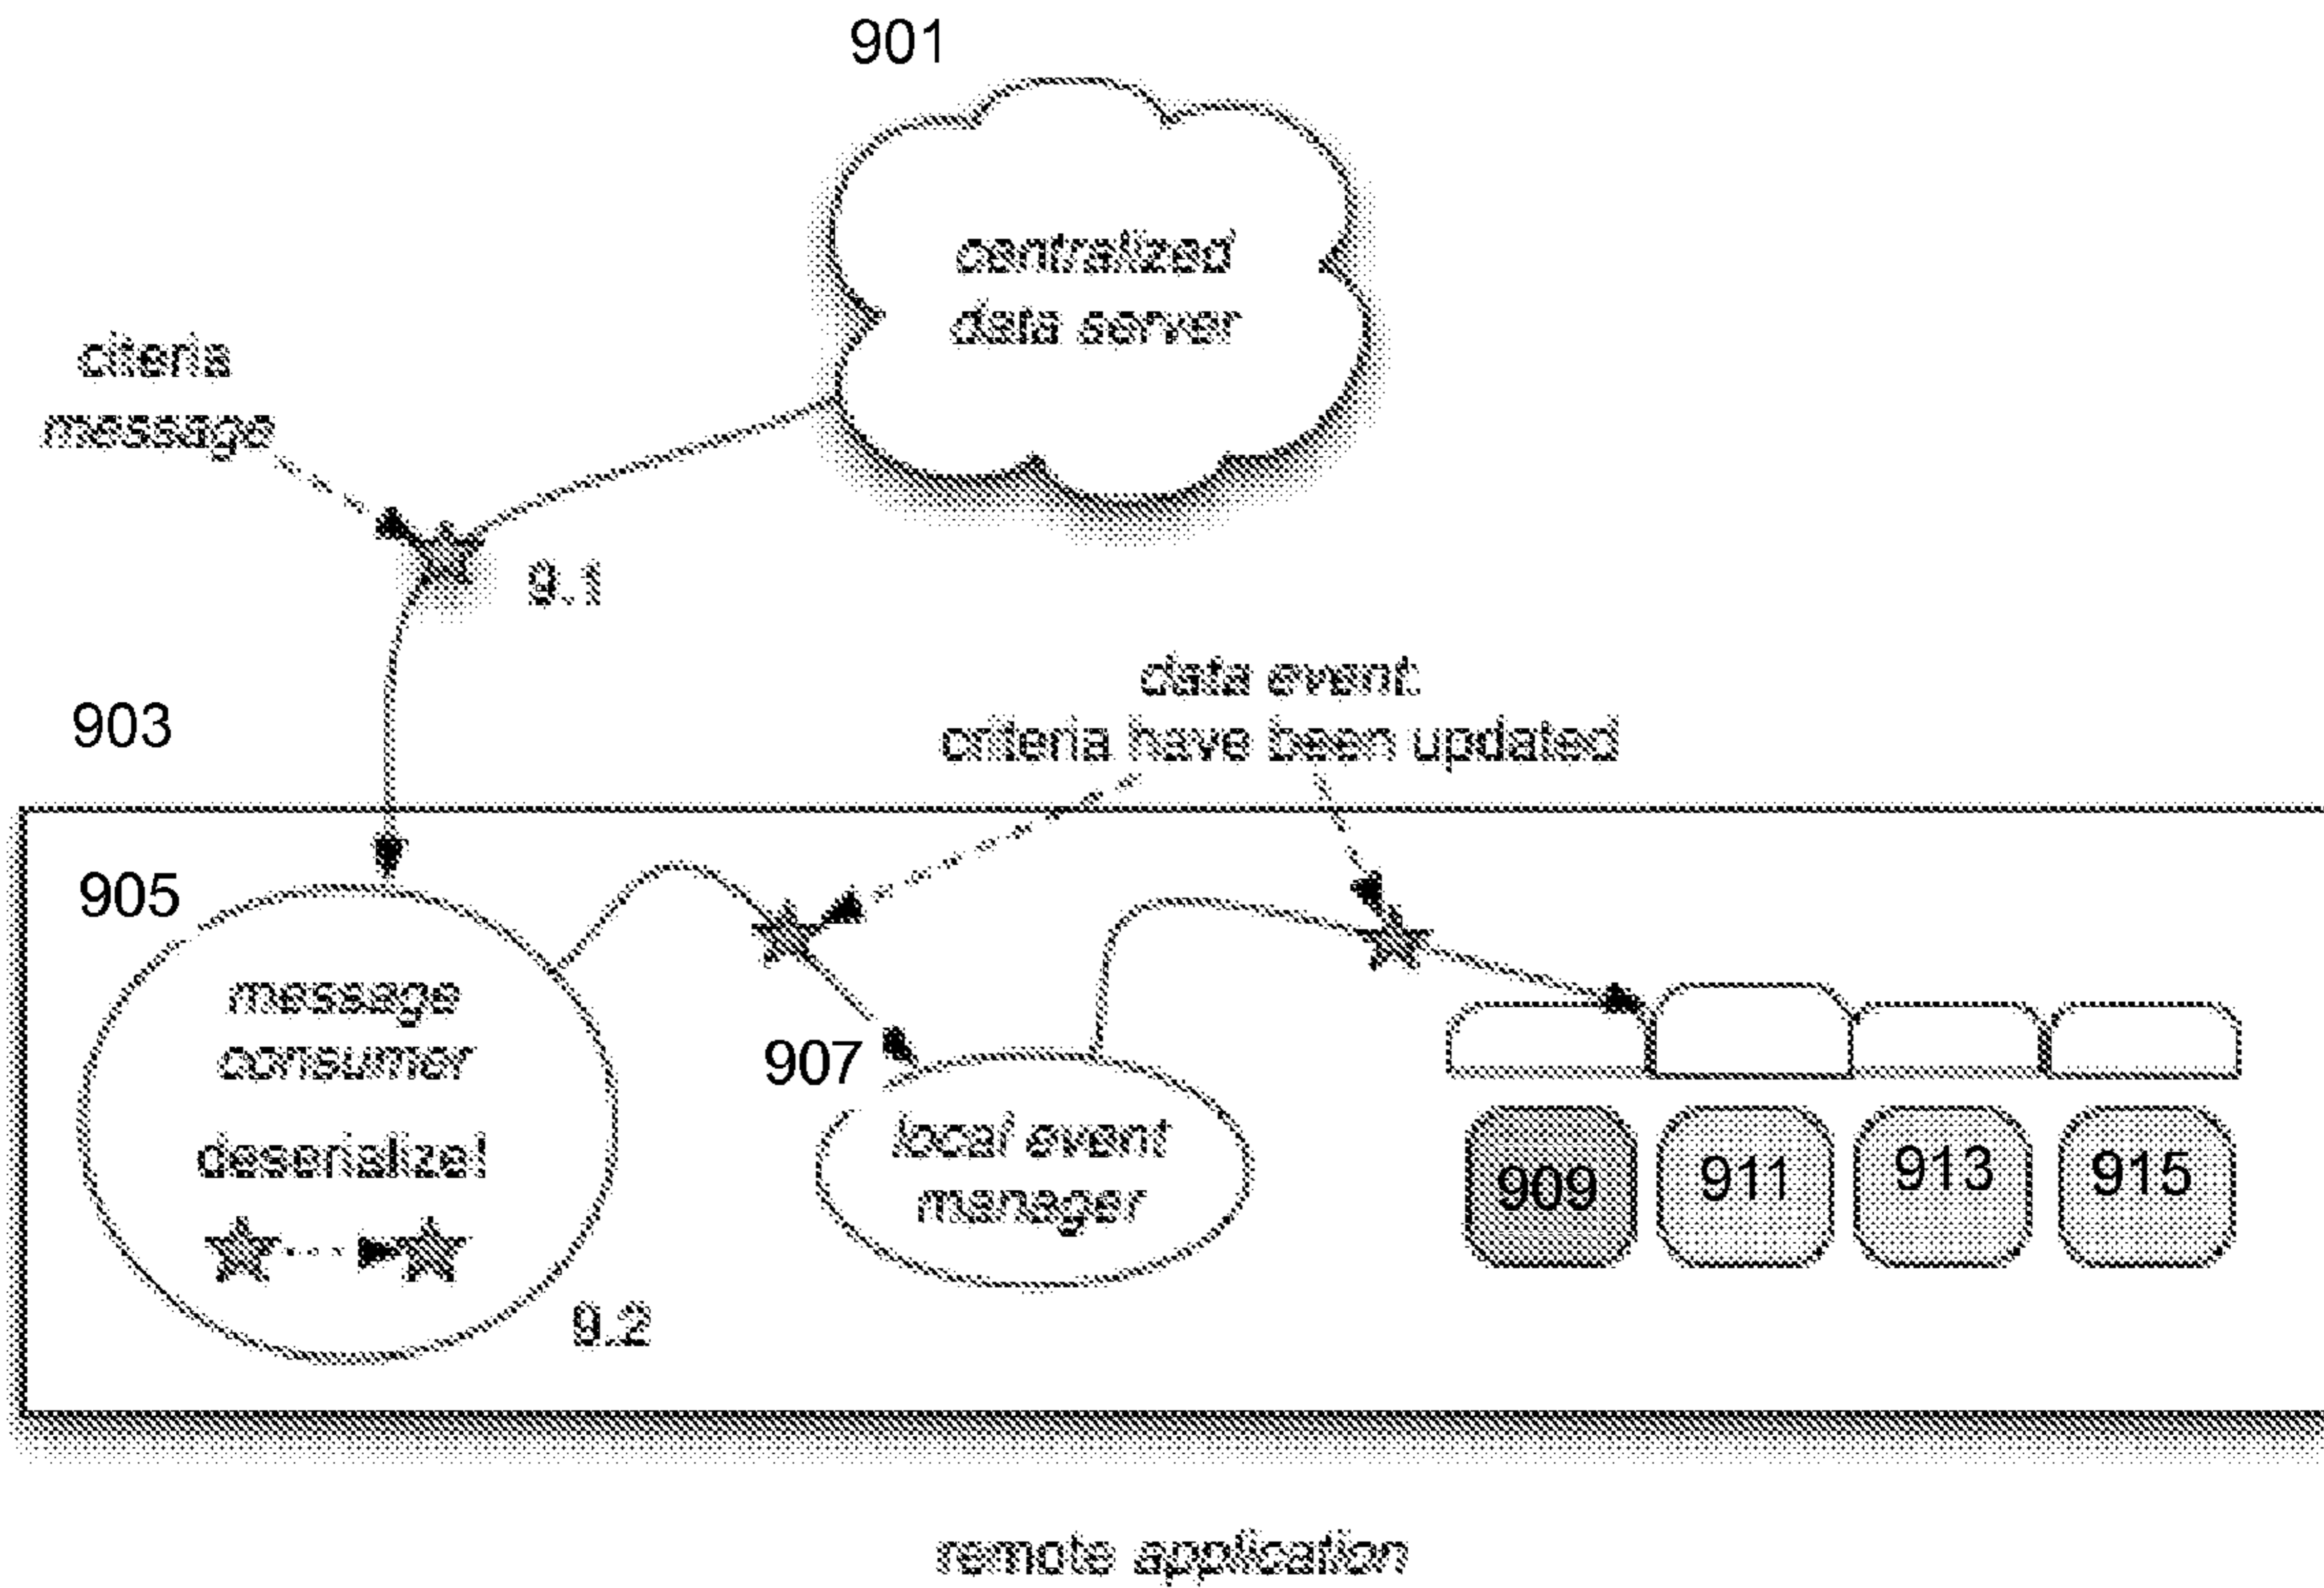 901
centralized
data server
citeria
message
9.1
903
data event:
criteria have been updated
905
message
consumer
deserialize!
9.2
907
local event
manager
909
911
913
915
remote application